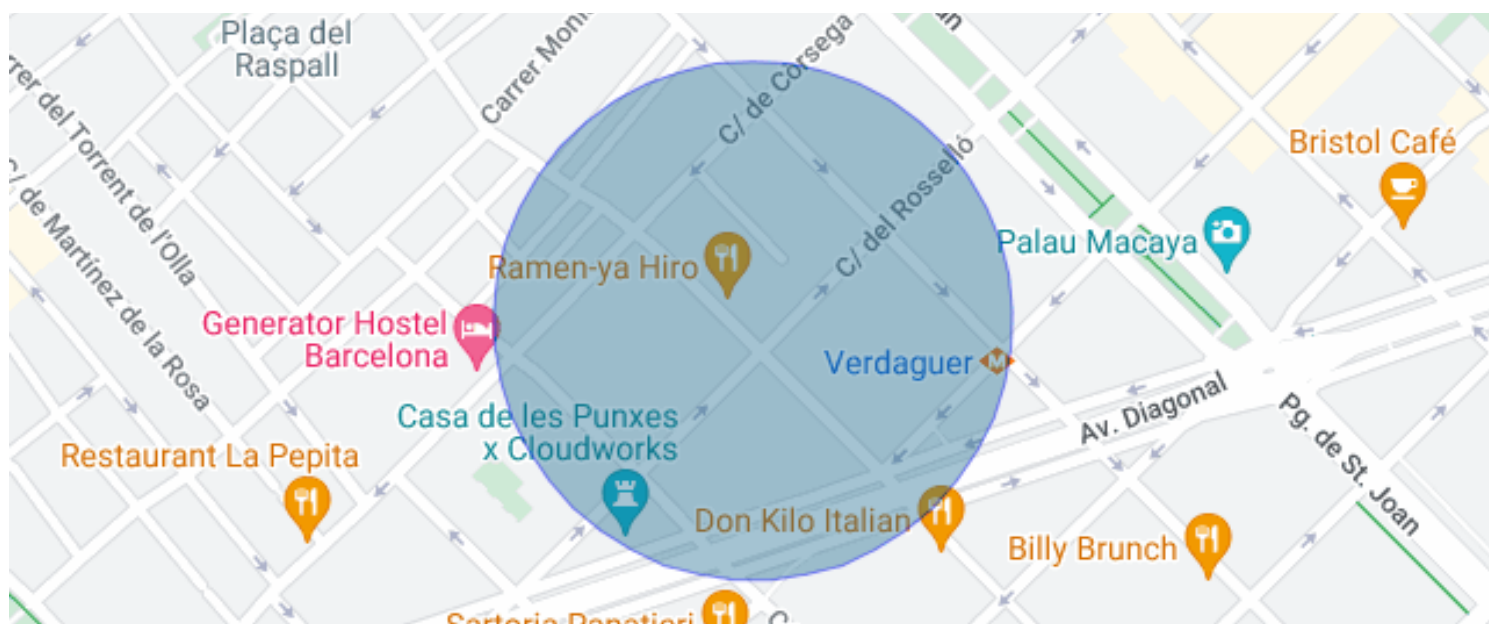 Plaça del
Raspall
Carrer Mont
C/ de Còrsega
rrer del Torrent de l'Olla
C/ de Martínez de la Rosa
C/ del Rosselló
Bristol Café
Palau Macaya
Ramen-ya Hiro
Generator Hostel
Barcelona
Verdaguer
M
Casa de les Punxes
x Cloudworks
Av. Diagonal
Pg. de St. Joan
Restaurant La Pepita
Don Kilo Italian
Billy Brunch